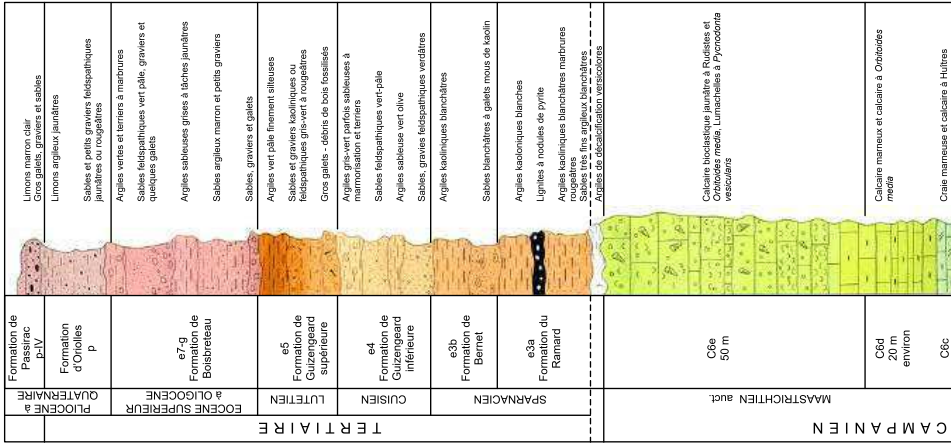 Limons marron clair
Gros galets, graviers et sables
Limons argileux jaunâtres
Sables et petits graviers feldspathiques
jaunâtres ou rougeâtres
Argiles vertes et terriers à marbrures
Sables feldspathiques vert pâle, graviers et
quelques galets
Argiles sableuses grises à tâches jaunâtres
Sables argileux marron et petits graviers
Sables, graviers et galets
Argiles vert pâle finement silteuses
Sables et graviers kaoliniques ou
feldspathiques gris-vert à rougeâtres
Gros galets - débris de bois fossilisés
Argiles gris-vert parfois sableuses à
marmorisation et terriers
Sables feldspathiques vert-pâle
Argiles sableuse vert olive
Sables, gravies feldspathiques verdâtres
Argiles kaoliniques blanchâtres
Sables blanchâtres à galets mous de kaolin
Argiles kaoloniques blanches
Lignites à nodules de pyrite
Argiles kaoliniques blanchâtres marbrures
rougeâtres
Sables très fins argileux blanchâtres
Argiles de décalcification versicolores
Calcaire bioclastique jaunâtre à Rudistes et
Orbitoides media, Lumachelles à Pycnodonta
vesicularis
Calcaire marneux et calcaire à Orbitoides
media
Craie marneuse et calcaire à Huîtres
Formation de
Passirac
p-IV
Formation
d'Oriolles
p
e7-g
Formation de
Boisbreteau
e5
Formation de
Guizengeard
supérieure
e4
Formation de
Guizengeard
inférieure
e3b
Formation de
Bernet
e3a
Formation du
Ramard
C6e
50 m
C6d
20 m
environ
C6c
PLIOCENE à
QUATERNAIRE
EOCENE SUPERIEUR
à OLIGOCENE
LUTETIEN
CUISIEN
SPARNACIEN
MAASTRICHTIEN auct.
TERTIAIRE
CAMPANIEN